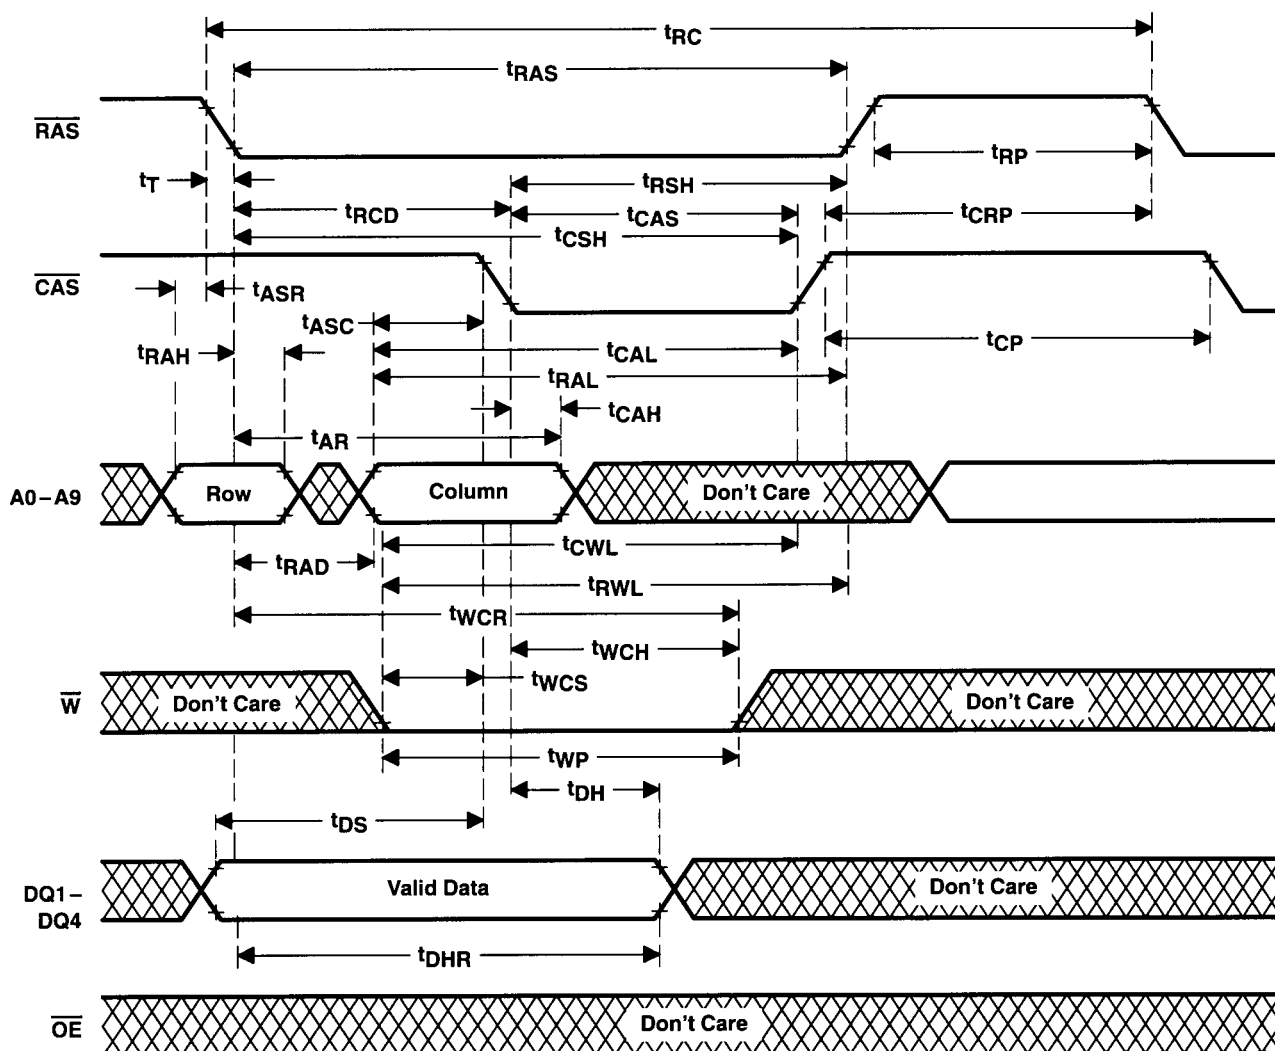 tRC
tRAS
RAS
tRP
tT
tRSH
tRCD
tCAS
tCRP
tCSH
CAS
tASR
tASC
tRAH
tCAL
tCP
tRAL
tCAH
tAR
A0–A9
Row
Column
Don't Care
tCWL
tRAD
tRWL
tWCR
tWCH
tWCS
W
Don't Care
Don't Care
tWP
tDH
tDS
DQ1–
DQ4
Valid Data
Don't Care
tDHR
OE
Don't Care